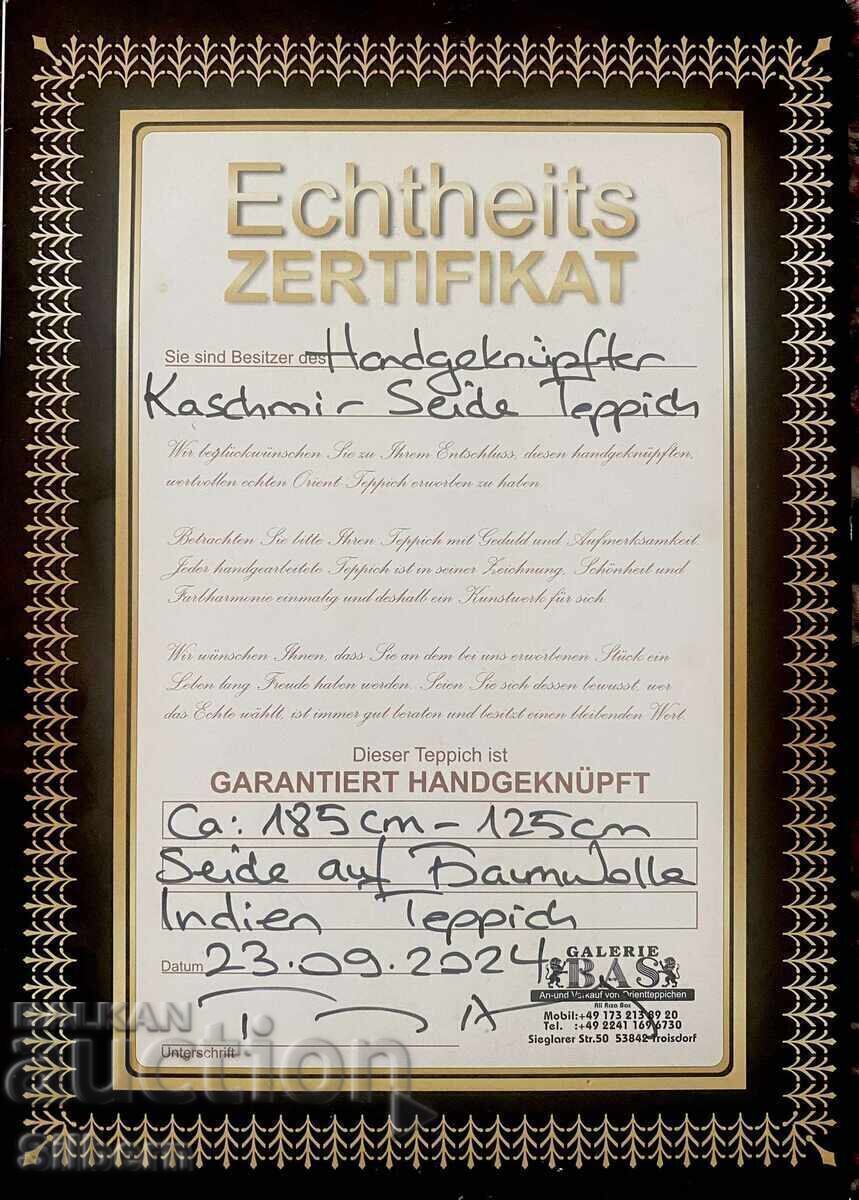 Echtheits
ZERTIFIKAT
Sie sind Besitzer des Handgeknüpfter
Kaschmir Seide Teppich
Wir beglückwünschen Sie zu Ihrem Entschluss, diesen handgeknüpften,
wertvollen echten Orient Teppich erworben zu haben.
Betrachten Sie bitte Ihren Teppich mit Geduld und Aufmerksamkeit.
Jeder handgearbeitete Teppich ist in seiner Zeichnung, Schönheit und
Farbharmonie einmalig und deshalb ein Kunstwerk für sich.
Wir wünschen Ihnen, dass Sie an dem bei uns erworbenen Stück ein
Leben lang Freude haben werden. Seien Sie sich dessen bewusst, wer
das Echte wählt, ist immer gut beraten und besitzt einen bleibenden Wert.
Dieser Teppich ist
GARANTIERT HANDGEKNÜPFT
Ca: 185cm - 125cm
Seide auf Baumwolle
Indien Teppich
Datum 23.09.2024
GALERIE
BAS
An-und Verkauf von Orientteppichen
Ali Riza Bas
Mobil:+49 173 213 89 20
Tel. :+49 2241 169 6730
Sieglarer Str.50 53842 Troisdorf
Unterschrift
BALKAN
auction